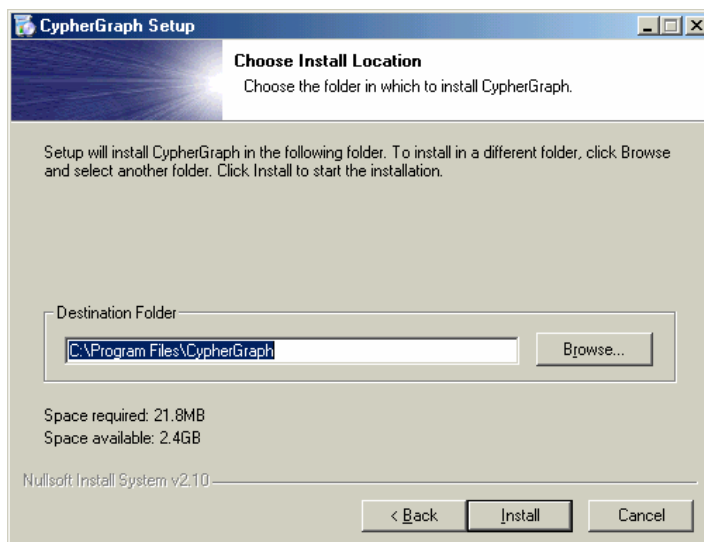 CypherGraph Setup
Choose Install Location
Choose the folder in which to install CypherGraph.
Setup will install CypherGraph in the following folder. To install in a different folder, click Browse
and select another folder. Click Install to start the installation.
Destination Folder
C:\Program Files\CypherGraph
Browse...
Space required: 21.8MB
Space available: 2.4GB
Nullsoft Install System v2.10
< Back
Install
Cancel